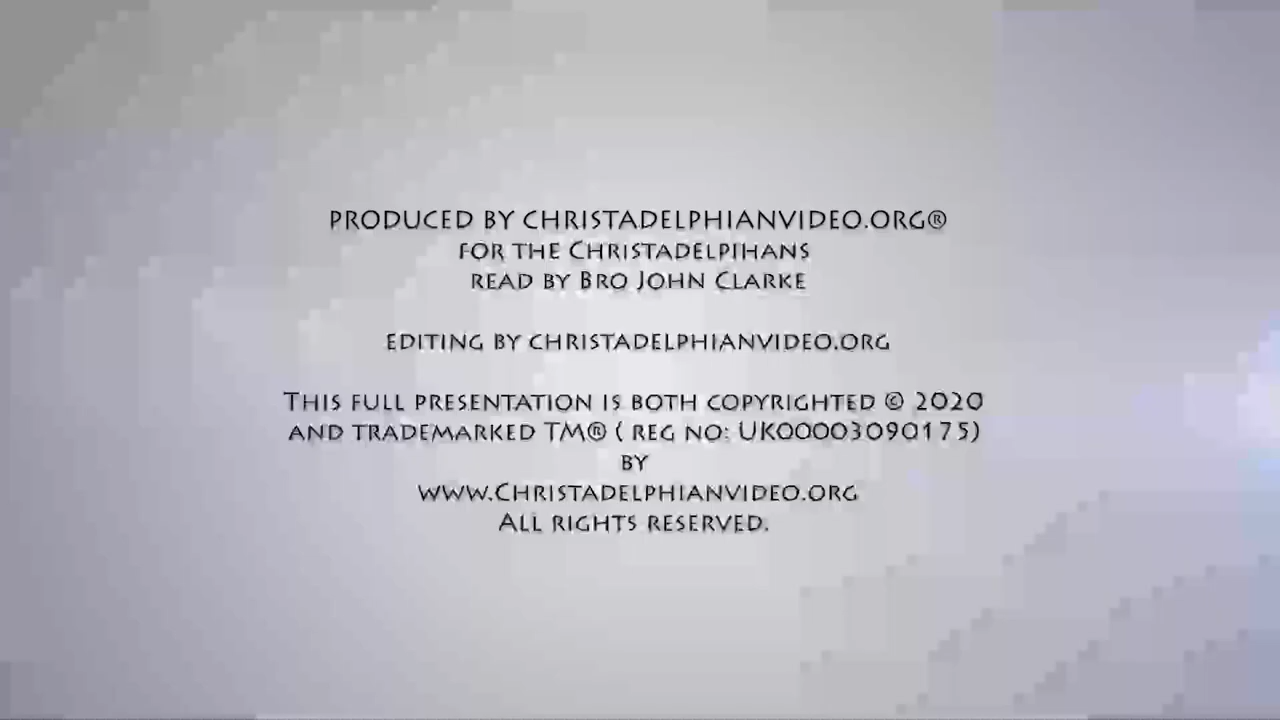 PRODUCED BY CHRISTADELPHIANVIDEO.ORG®
FOR THE CHRISTADELPIHANS
READ BY BRO JOHN CLARKE
EDITING BY CHRISTADELPHIANVIDEO.ORG
THIS FULL PRESENTATION IS BOTH COPYRIGHTED © 2020
AND TRADEMARKED TM® ( REG NO: UK00003090175)
BY
WWW.CHRISTADELPHIANVIDEO.ORG
ALL RIGHTS RESERVED.